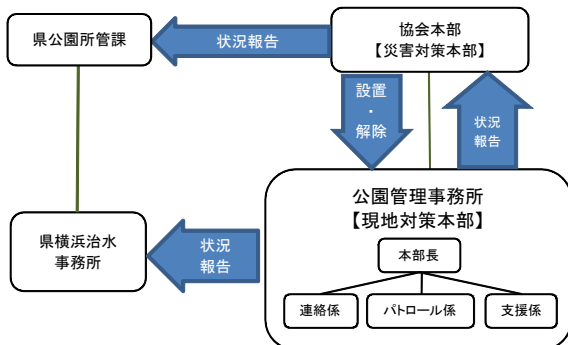 県公園所管課
状況報告
協会本部
【災害対策本部】
設置
・
解除
状況
報告
公園管理事務所
【現地対策本部】
本部長
連絡係
パトロール係
支援係
状況
報告
県横浜治水
事務所